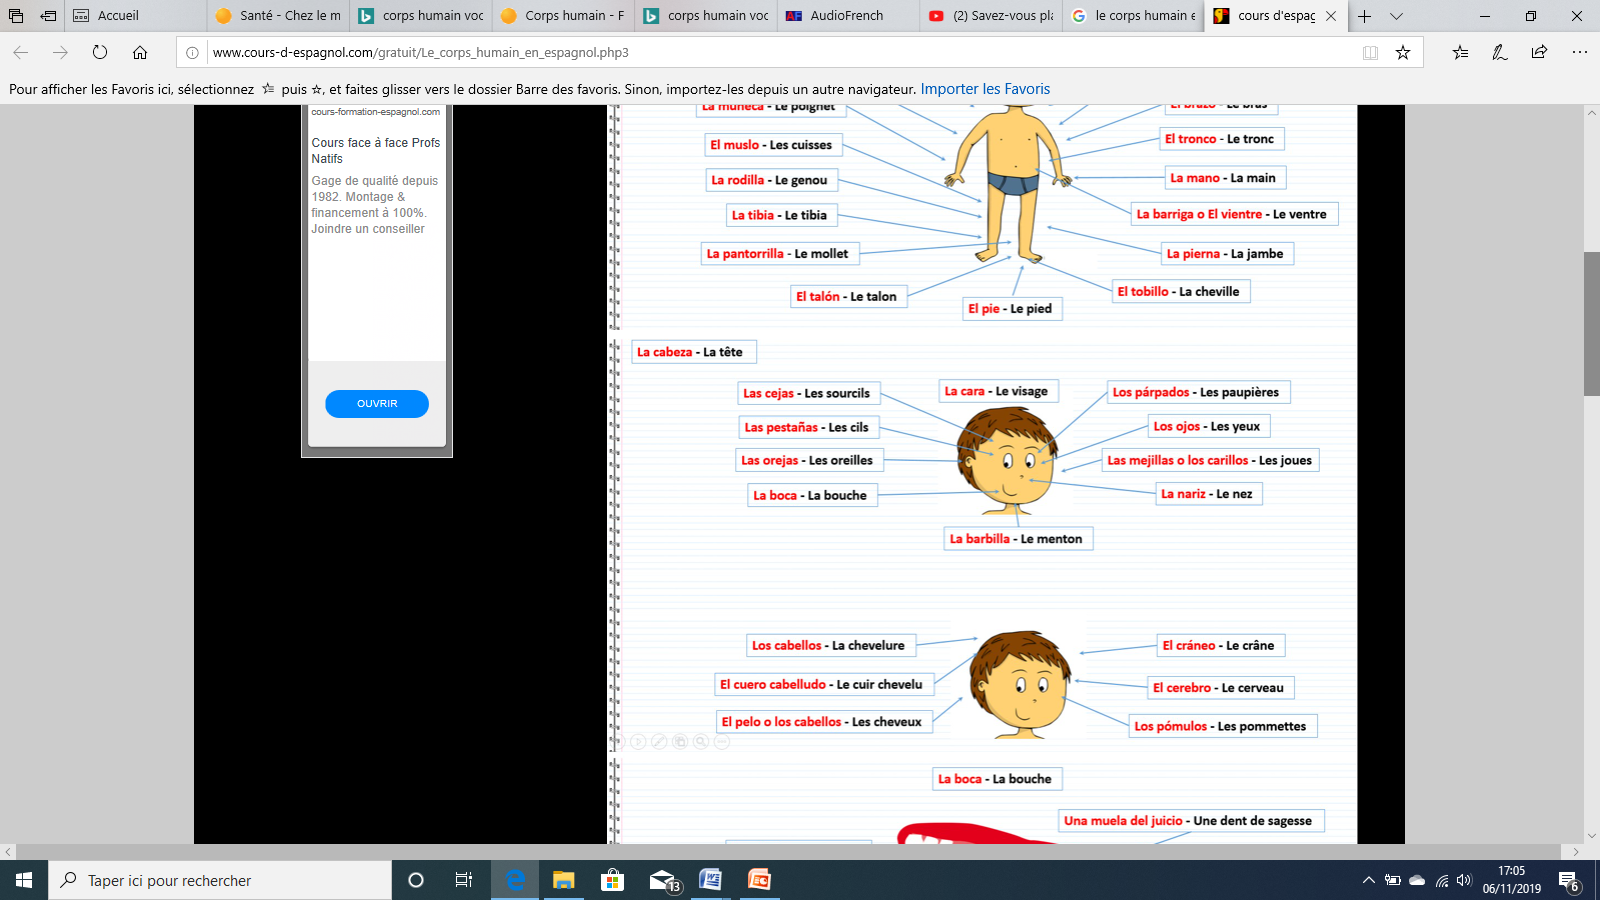 Accueil
Santé - Chez le m
corps humain voc
Corps humain - F
corps humain voc
AudioFrench
(2) Savez-vous pla
le corps humain e
cours d'espag
www.cours-d-espagnol.com/gratuit/Le_corps_humain_en_espagnol.php3
Pour afficher les Favoris ici, sélectionnez puis , et faites glisser vers le dossier Barre des favoris. Sinon, importez-les depuis un autre navigateur. Importer les Favoris
cours-formation-espagnol.com
Cours face à face Profs
Natifs
Gage de qualité depuis
1982. Montage &
financement à 100%.
Joindre un conseiller
OUVRIR
La muñeca - Le poignet
El brazo - Le bras
El muslo - Les cuisses
El tronco - Le tronc
La rodilla - Le genou
La mano - La main
La tibia - Le tibia
La barriga o El vientre - Le ventre
La pantorrilla - Le mollet
La pierna - La jambe
El talón - Le talon
El tobillo - La cheville
El pie - Le pied
La cabeza - La tête
Las cejas - Les sourcils
La cara - Le visage
Los párpados - Les paupières
Las pestañas - Les cils
Los ojos - Les yeux
Las orejas - Les oreilles
Las mejillas o los carillos - Les joues
La boca - La bouche
La nariz - Le nez
La barbilla - Le menton
Los cabellos - La chevelure
El cráneo - Le crâne
El cuero cabelludo - Le cuir chevelu
El cerebro - Le cerveau
El pelo o los cabellos - Les cheveux
Los pómulos - Les pommettes
La boca - La bouche
Una muela del juicio - Une dent de sagesse
Taper ici pour rechercher
13
17:05
06/11/2019
6